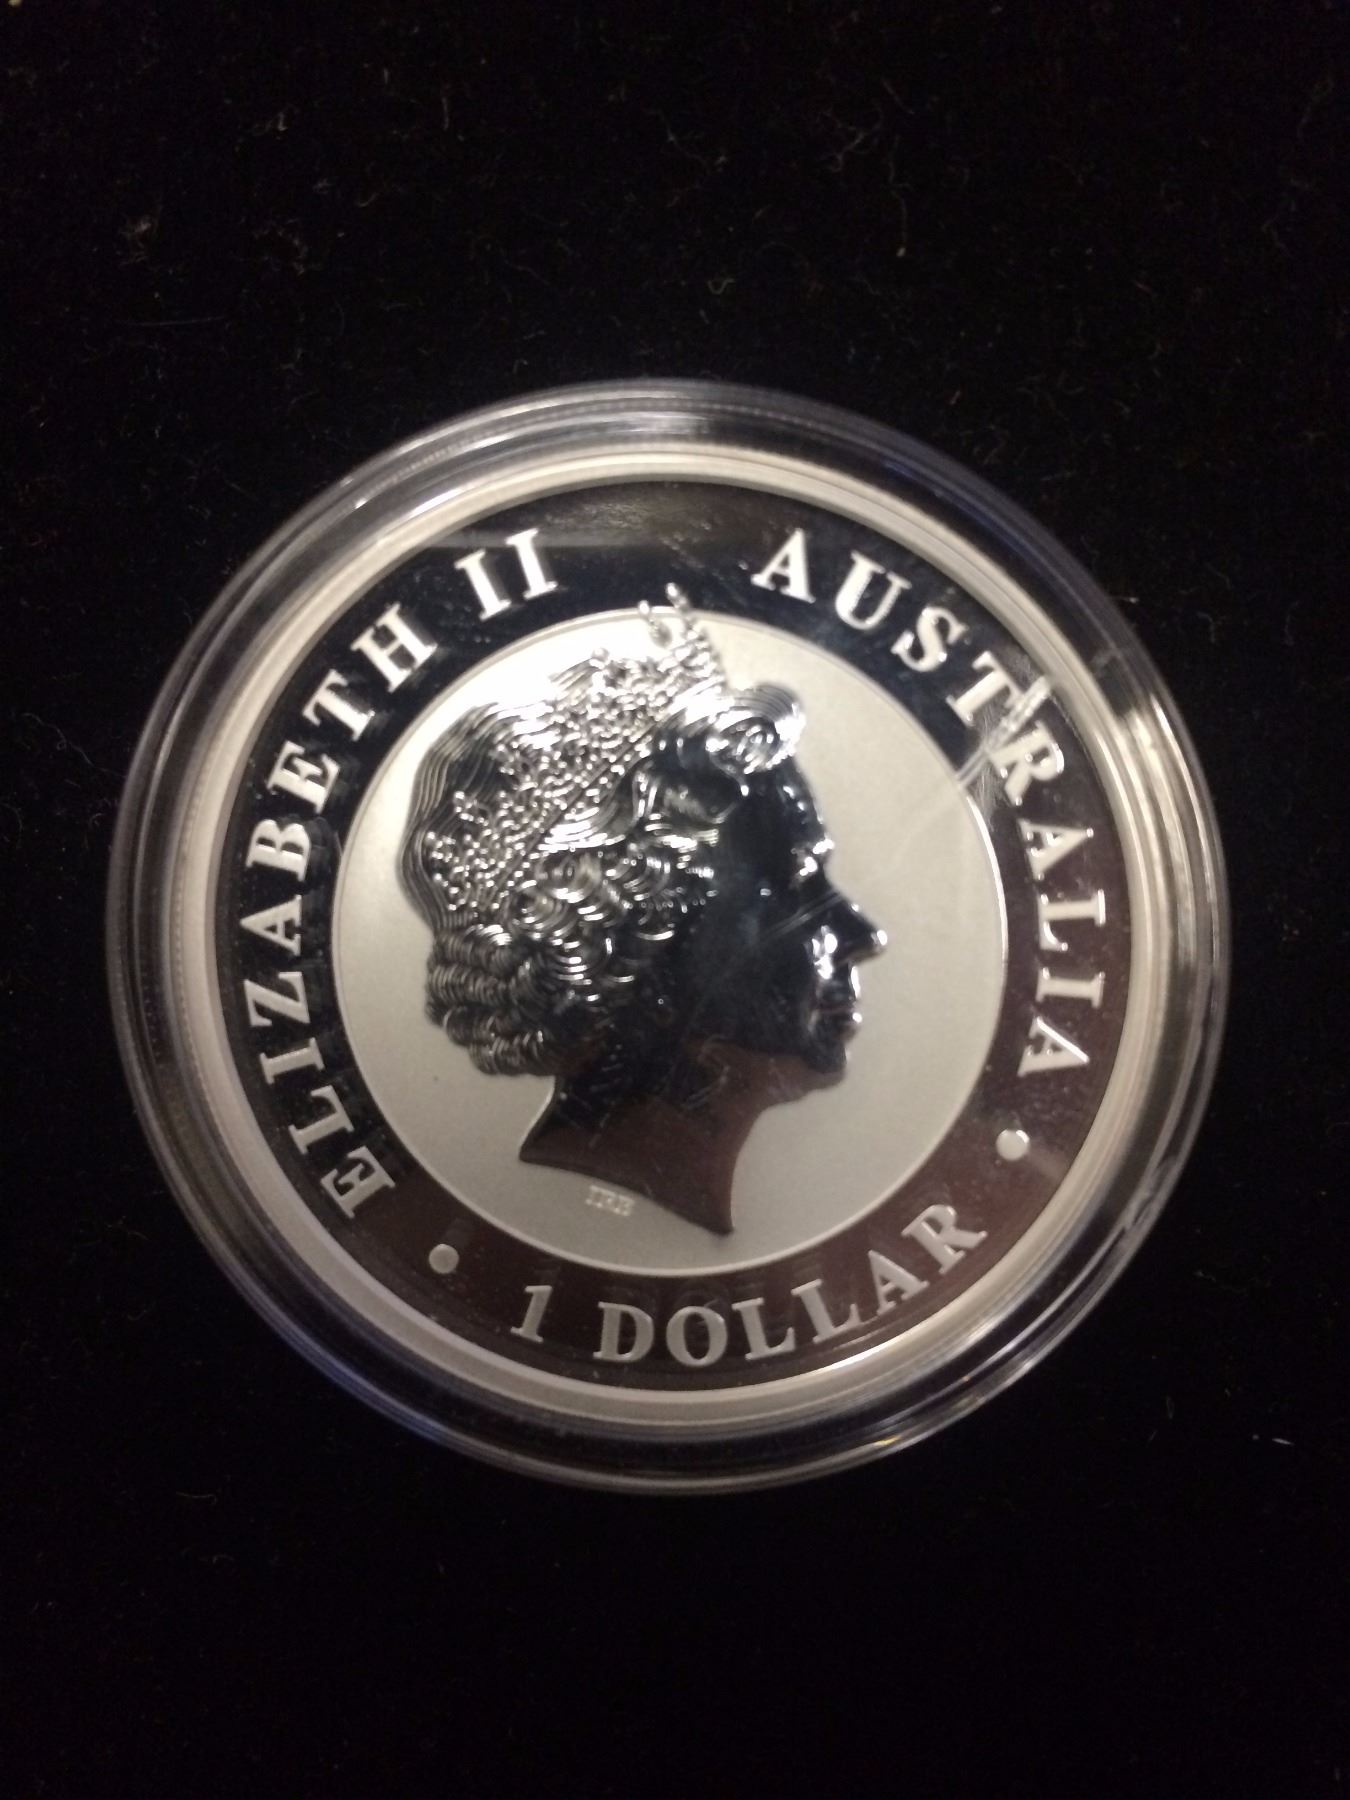 ELIZABETH II
AUSTRALIA
1 DOLLAR
IRB